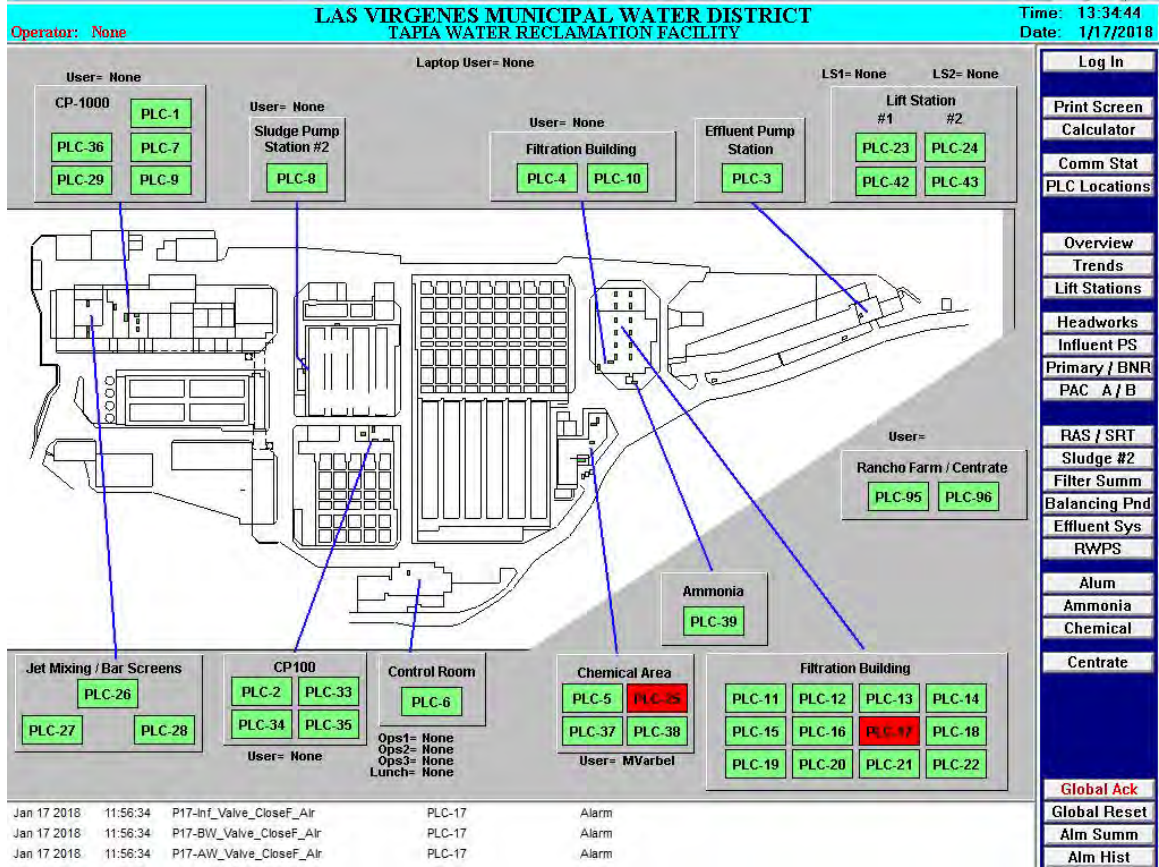 LAS VIRGENES MUNICIPAL WATER DISTRICT
TAPIA WATER RECLAMATION FACILITY
Operator: None
Time: 13:34:44
Date: 1/17/2018
Laptop User= None
User= None
CP-1000
PLC-1
PLC-36 PLC-7
PLC-29 PLC-9
User= None
Sludge Pump
Station #2
PLC-8
User= None
Filtration Building
PLC-4 PLC-10
Effluent Pump
Station
PLC-3
LS1= None LS2= None
Lift Station
#1 #2
PLC-23 PLC-24
PLC-42 PLC-43
User=
Rancho Farm / Centrate
PLC-95 PLC-96
Ammonia
PLC-39
Jet Mixing / Bar Screens
PLC-26
PLC-27 PLC-28
CP100
PLC-2 PLC-33
PLC-34 PLC-35
User= None
Control Room
PLC-6
Ops1= None
Ops2= None
Ops3= None
Lunch= None
Chemical Area
PLC-5 PLC-25
PLC-37 PLC-38
User= MVarbel
Filtration Building
PLC-11 PLC-12 PLC-13 PLC-14
PLC-15 PLC-16 PLC-17 PLC-18
PLC-19 PLC-20 PLC-21 PLC-22
Log In
Print Screen
Calculator
Comm Stat
PLC Locations
Overview
Trends
Lift Stations
Headworks
Influent PS
Primary / BNR
PAC A / B
RAS / SRT
Sludge #2
Filter Summ
Balancing Pnd
Effluent Sys
RWPS
Alum
Ammonia
Chemical
Centrate
Global Ack
Global Reset
Alm Summ
Alm Hist
Jan 17 2018 11:56:34 P17-Inf_Valve_CloseF_Alr PLC-17 Alarm
Jan 17 2018 11:56:34 P17-BW_Valve_CloseF_Alr PLC-17 Alarm
Jan 17 2018 11:56:34 P17-AW_Valve_CloseF_Alr PLC-17 Alarm